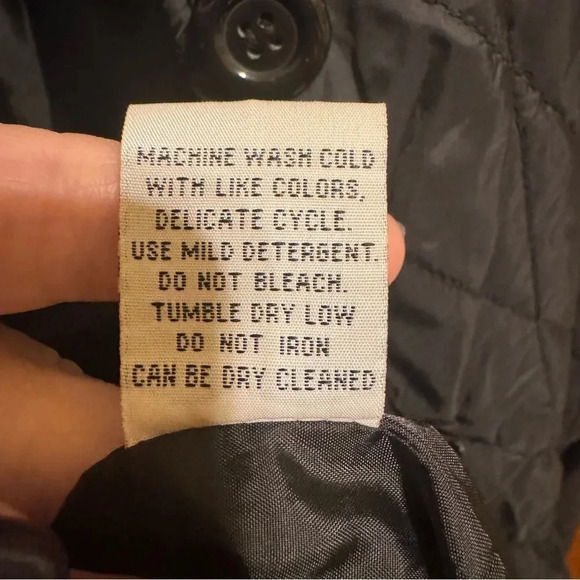 MACHINE WASH COLD
WITH LIKE COLORS,
DELICATE CYCLE.
USE MILD DETERGENT.
DO NOT BLEACH.
TUMBLE DRY LOW
DO NOT IRON
CAN BE DRY CLEANED